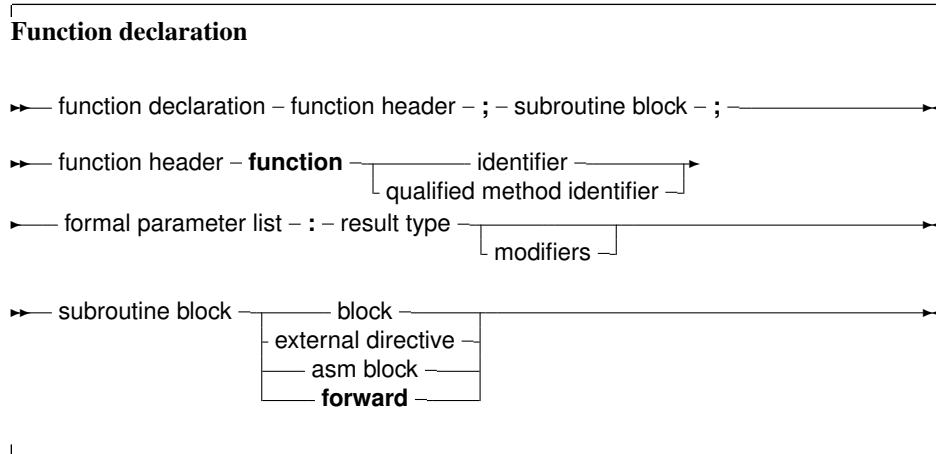 Function declaration
function declaration function header ; subroutine block ;
function header function identifier
qualified method identifier
formal parameter list : result type
modifiers
subroutine block block
external directive
asm block
forward